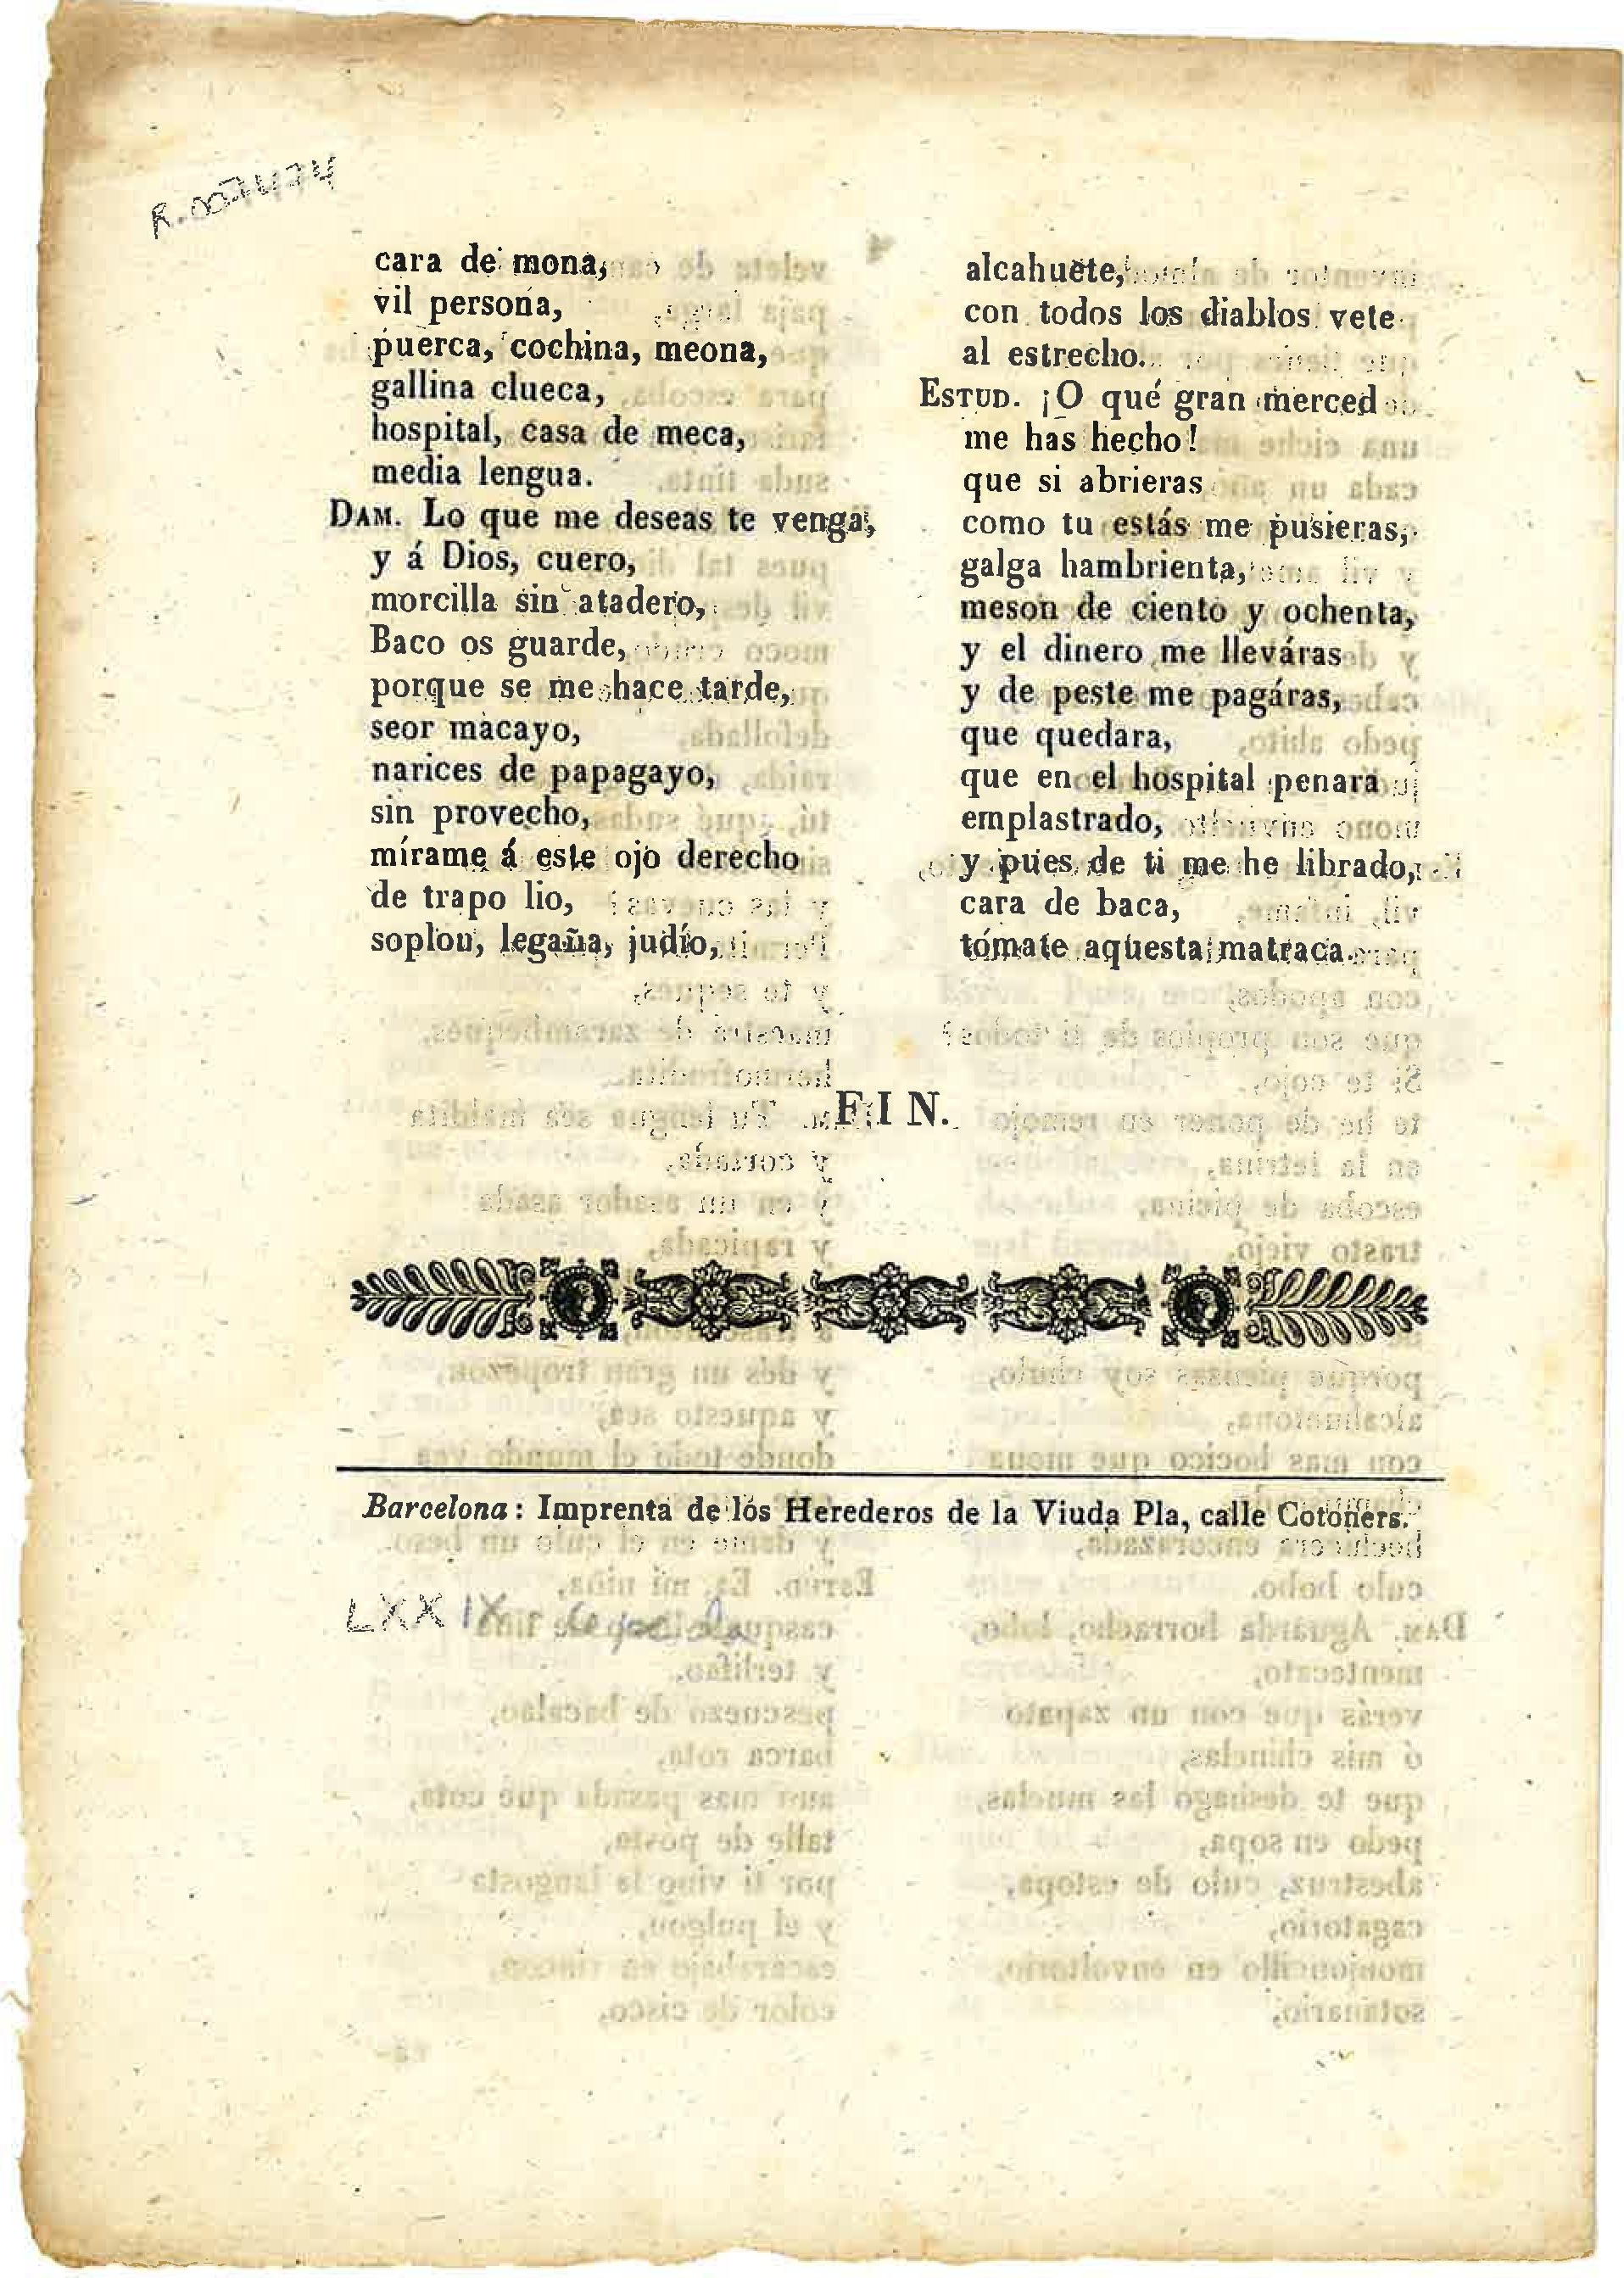 R.007474
cara de mona,
vil persona,
puerca, cochina, meona,
gallina clueca,
hospital, casa de meca,
media lengua.
DAM. Lo que me deseas te venga,
y á Dios, cuero,
morcilla sin atadero,
Baco os guarde,
porque se me hace tarde,
seor macayo,
narices de papagayo,
sin provecho,
mírame á este ojo derecho
de trapo lio,
soplon, legaña, judío,
alcahuete,
con todos los diablos vete
al estrecho.
ESTUD. ¡O qué gran merced
me has hecho!
que si abrieras
como tu estás me pusieras,
galga hambrienta,
meson de ciento y ochenta,
y el dinero me lleváras
y de peste me pagáras,
que quedara,
que en el hospital penara
emplastrado,
y pues de ti me he librado,
cara de baca,
tómate aquesta matraca.
FIN.
Barcelona: Imprenta de los Herederos de la Viuda Pla, calle Cotoners.
LXXIX